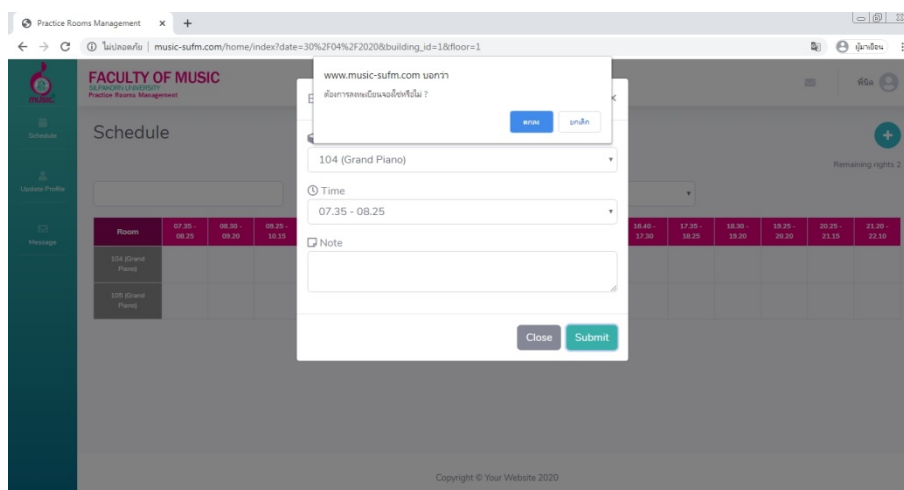 Practice Rooms Management
ไม่ปลอดภัย | music-sufm.com/home/index?date=30%2F04%2F2020&building_id=1&floor=1
ผู้มาเยือน
music
FACULTY OF MUSIC
SILPAKORN UNIVERSITY
Practice Rooms Management
พินิค
Schedule
Update Profile
Message
Schedule
Remaining rights 2
www.music-sufm.com บอกว่า
ต้องการลงทะเบียนจองใช่หรือไม่ ?
ตกลง ยกเลิก
104 (Grand Piano)
Time
07.35 - 08.25
Note
Close Submit
Room 07.35 - 08.25 08.30 - 09.20 09.25 - 10.15 16.40 - 17.30 17.35 - 18.25 18.30 - 19.20 19.25 - 20.20 20.25 - 21.15 21.20 - 22.10
104 (Grand Piano)
105 (Grand Piano)
Copyright © Your Website 2020